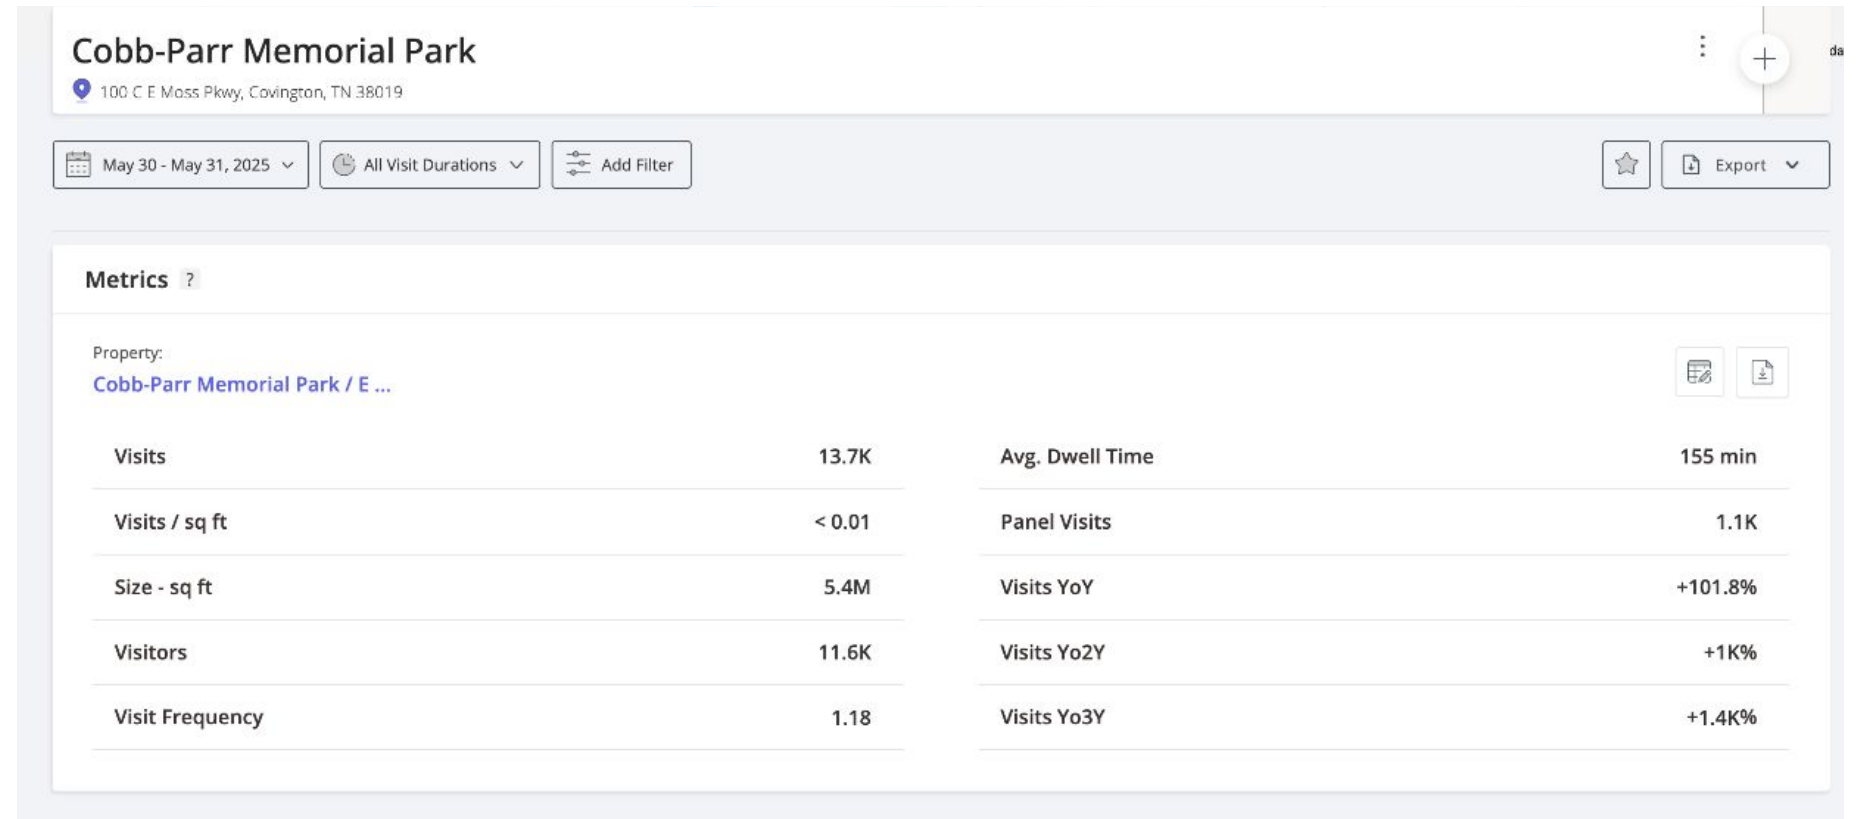 Cobb-Parr Memorial Park
100 C E Moss Pkwy, Covington, TN 38019
da
May 30 - May 31, 2025
All Visit Durations
Add Filter
Export
Metrics ?
Property:
Cobb-Parr Memorial Park / E ...
Visits 13.7K
Avg. Dwell Time 155 min
Visits / sq ft < 0.01
Panel Visits 1.1K
Size - sq ft 5.4M
Visits YoY +101.8%
Visitors 11.6K
Visits Yo2Y +1K%
Visit Frequency 1.18
Visits Yo3Y +1.4K%